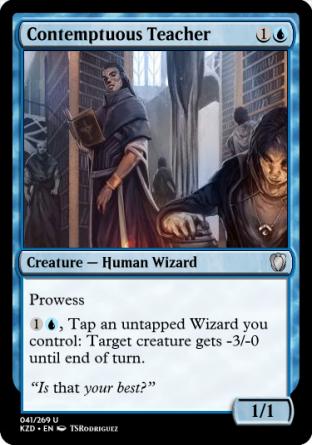 Contemptuous Teacher 1
Creature — Human Wizard
Prowess
1, Tap an untapped Wizard you
control: Target creature gets -3/-0
until end of turn.
“Is that your best?”
1/1
041/269 U
KZD • EN TSRodriguez